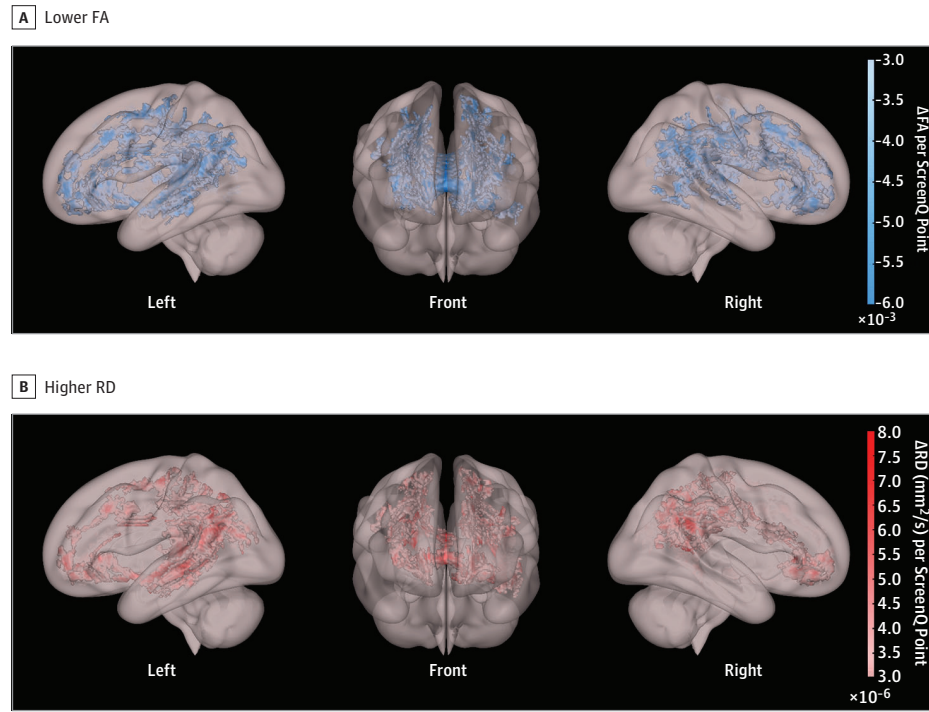 A Lower FA
-3.0
-3.5
-4.0
-4.5
-5.0
-5.5
-6.0
×10-3
ΔFA per ScreenQ Point
Left
Front
Right
B Higher RD
8.0
7.5
7.0
6.5
6.0
5.5
5.0
4.5
4.0
3.5
3.0
×10-6
ΔRD (mm2/s) per ScreenQ Point
Left
Front
Right